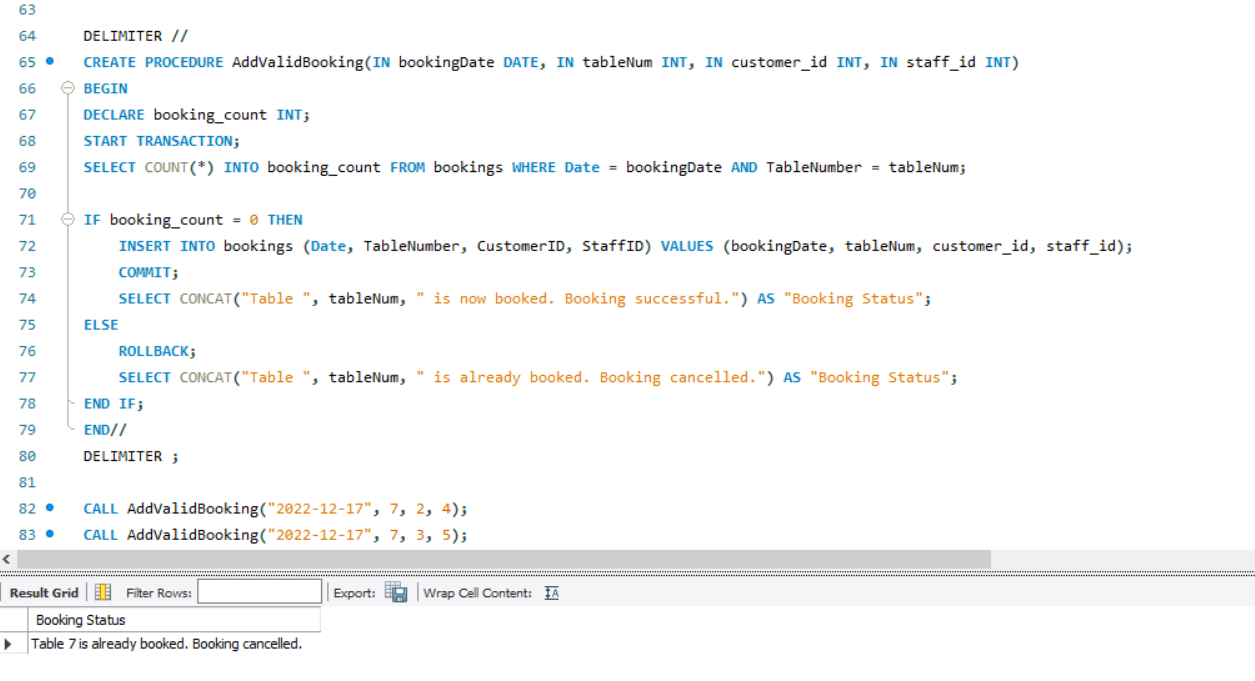 63
64 DELIMITER //
65 CREATE PROCEDURE AddValidBooking(IN bookingDate DATE, IN tableNum INT, IN customer_id INT, IN staff_id INT)
66 BEGIN
67 DECLARE booking_count INT;
68 START TRANSACTION;
69 SELECT COUNT(*) INTO booking_count FROM bookings WHERE Date = bookingDate AND TableNumber = tableNum;
70
71 IF booking_count = 0 THEN
72 INSERT INTO bookings (Date, TableNumber, CustomerID, StaffID) VALUES (bookingDate, tableNum, customer_id, staff_id);
73 COMMIT;
74 SELECT CONCAT("Table ", tableNum, " is now booked. Booking successful.") AS "Booking Status";
75 ELSE
76 ROLLBACK;
77 SELECT CONCAT("Table ", tableNum, " is already booked. Booking cancelled.") AS "Booking Status";
78 END IF;
79 END//
80 DELIMITER ;
81
82 CALL AddValidBooking("2022-12-17", 7, 2, 4);
83 CALL AddValidBooking("2022-12-17", 7, 3, 5);
Result Grid Filter Rows: Export: Wrap Cell Content: IA
Booking Status
Table 7 is already booked. Booking cancelled.